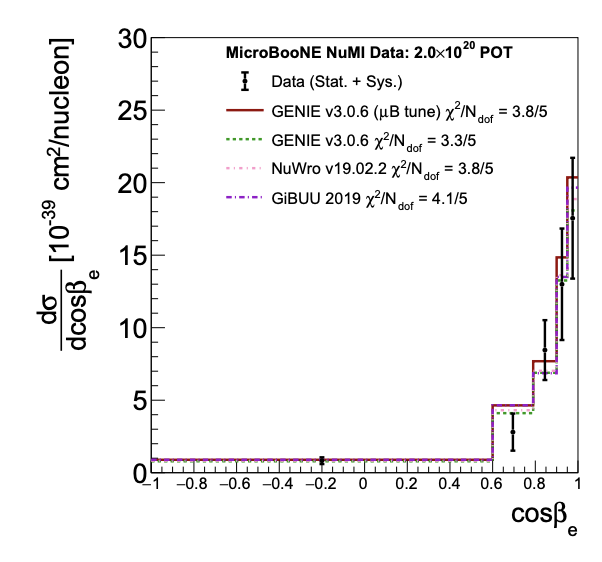 MicroBooNE NuMI Data: 2.0×10²⁰ POT
Data (Stat. + Sys.)
GENIE v3.0.6 (μB tune) χ²/N_dof = 3.8/5
GENIE v3.0.6 χ²/N_dof = 3.3/5
NuWro v19.02.2 χ²/N_dof = 3.8/5
GiBUU 2019 χ²/N_dof = 4.1/5
dσ/dcosβ_e [10⁻³⁹ cm²/nucleon]
30
25
20
15
10
5
0
−1 −0.8 −0.6 −0.4 −0.2 0 0.2 0.4 0.6 0.8 1
cosβ_e